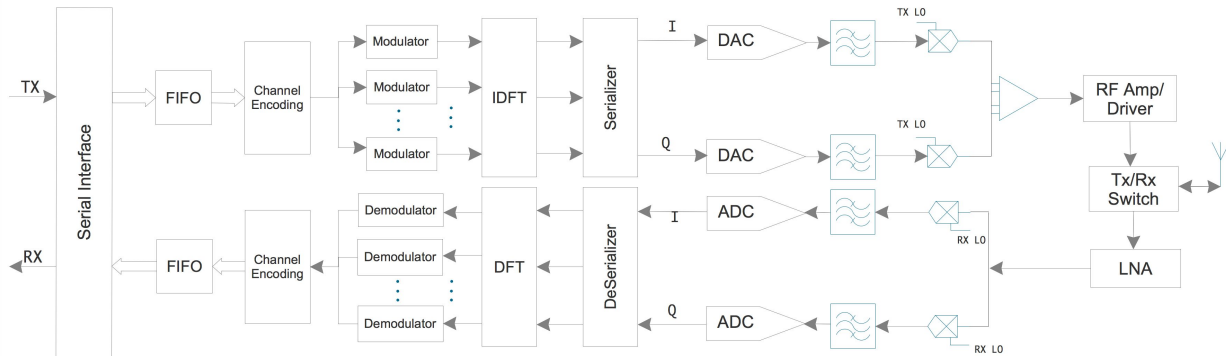 TX
RX
Serial Interface
FIFO
Channel
Encoding
Modulator
Modulator
Modulator
IDFT
Serializer
I
Q
DAC
DAC
TX LO
TX LO
RF Amp/
Driver
Tx/Rx
Switch
LNA
FIFO
Channel
Encoding
Demodulator
Demodulator
Demodulator
DFT
DeSerializer
I
Q
ADC
ADC
RX LO
RX LO